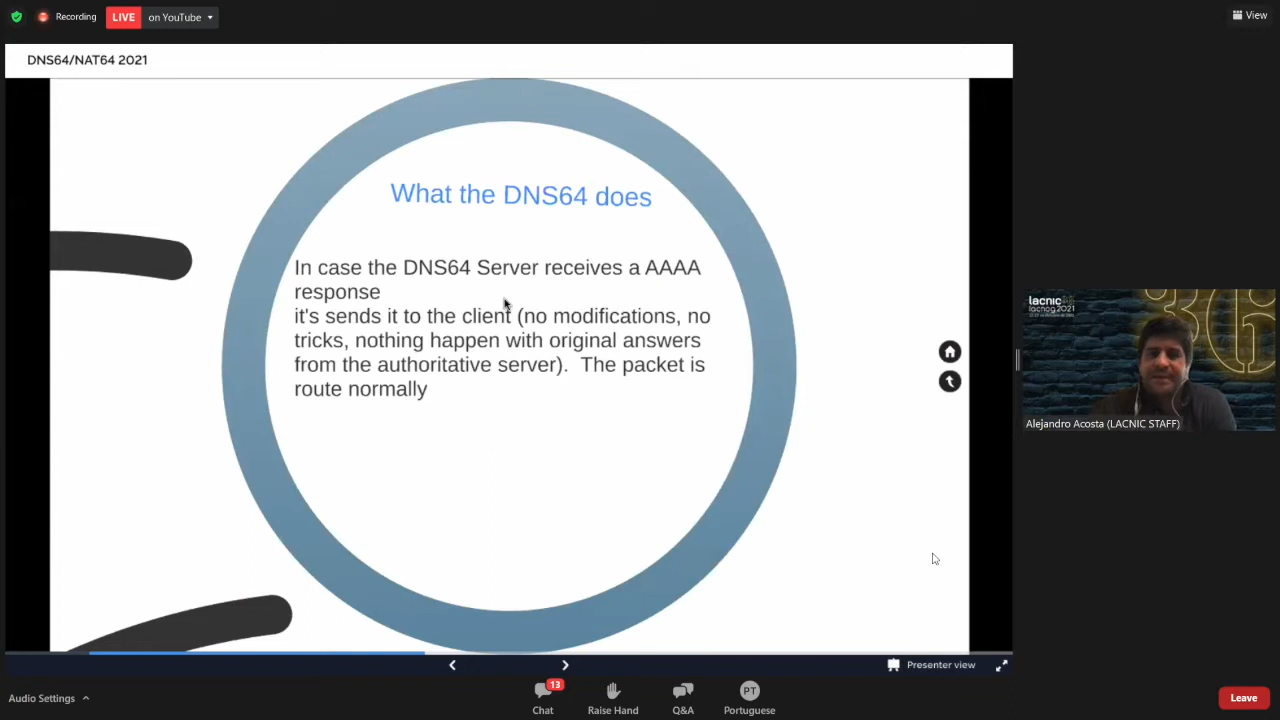 Recording
LIVE
on YouTube
View
DNS64/NAT64 2021
What the DNS64 does
In case the DNS64 Server receives a AAAA
response
it's sends it to the client (no modifications, no
tricks, nothing happen with original answers
from the authoritative server).  The packet is
route normally
lacnic36
lacnog2021
Alejandro Acosta (LACNIC STAFF)
Presenter view
Audio Settings
13
Chat
Raise Hand
Q&A
PT
Portuguese
Leave